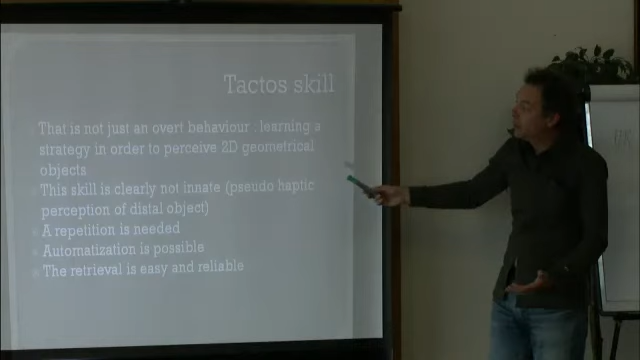 Tactos skill
That is not just an overt behaviour : learning a
strategy in order to perceive 2D geometrical
objects
This skill is clearly not innate (pseudo haptic
perception of distal object)
A repetition is needed
Automatization is possible
The retrieval is easy and reliable